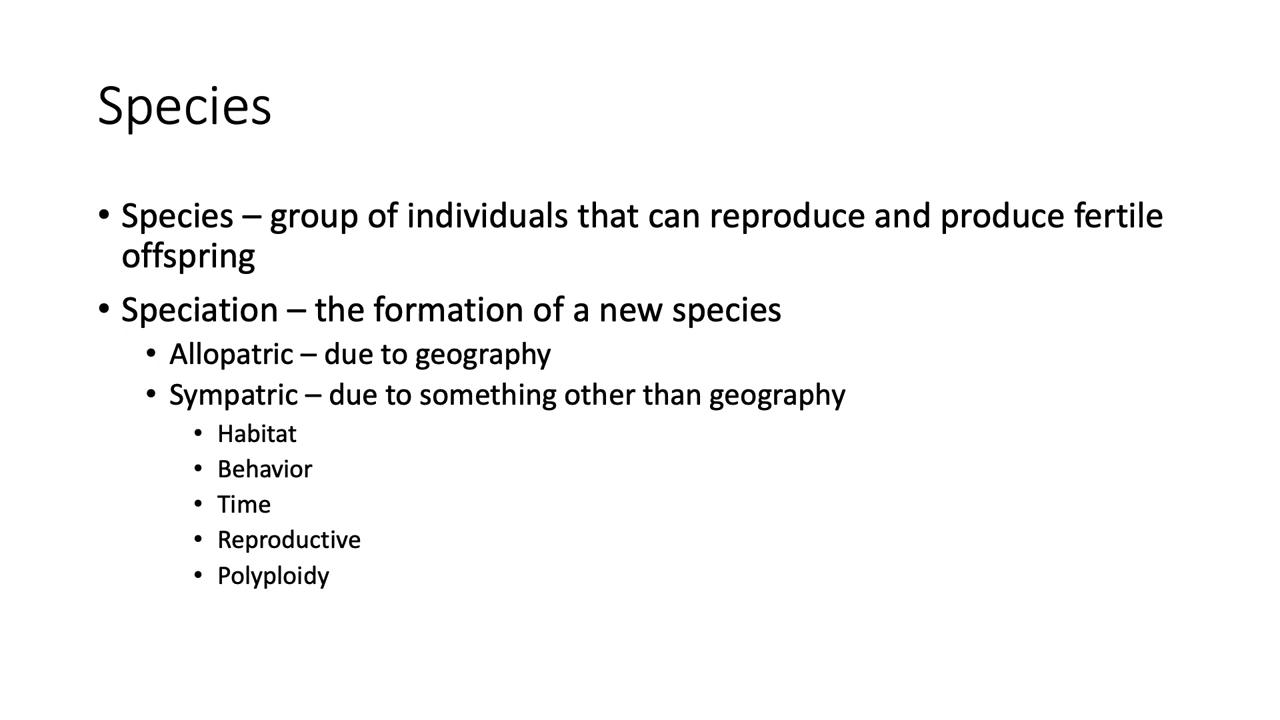 Species
• Species – group of individuals that can reproduce and produce fertile
offspring
• Speciation – the formation of a new species
• Allopatric – due to geography
• Sympatric – due to something other than geography
• Habitat
• Behavior
• Time
• Reproductive
• Polyploidy